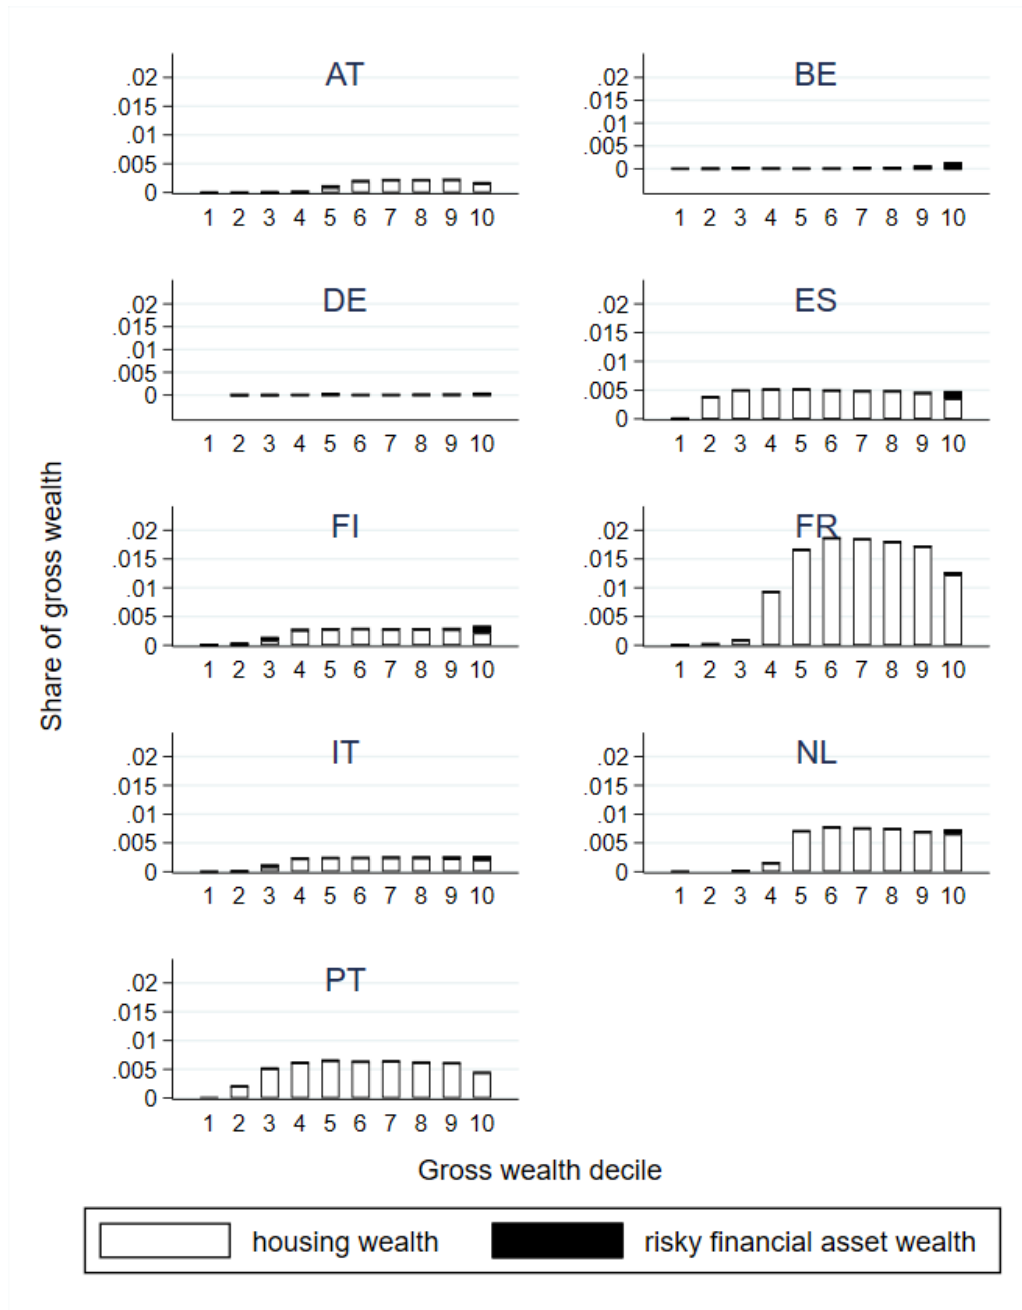 Share of gross wealth
AT
.02
.015
.01
.005
0
1 2 3 4 5 6 7 8 9 10
BE
.02
.015
.01
.005
0
1 2 3 4 5 6 7 8 9 10
DE
.02
.015
.01
.005
0
1 2 3 4 5 6 7 8 9 10
ES
.02
.015
.01
.005
0
1 2 3 4 5 6 7 8 9 10
FI
.02
.015
.01
.005
0
1 2 3 4 5 6 7 8 9 10
FR
.02
.015
.01
.005
0
1 2 3 4 5 6 7 8 9 10
IT
.02
.015
.01
.005
0
1 2 3 4 5 6 7 8 9 10
NL
.02
.015
.01
.005
0
1 2 3 4 5 6 7 8 9 10
PT
.02
.015
.01
.005
0
1 2 3 4 5 6 7 8 9 10
Gross wealth decile
housing wealth
risky financial asset wealth